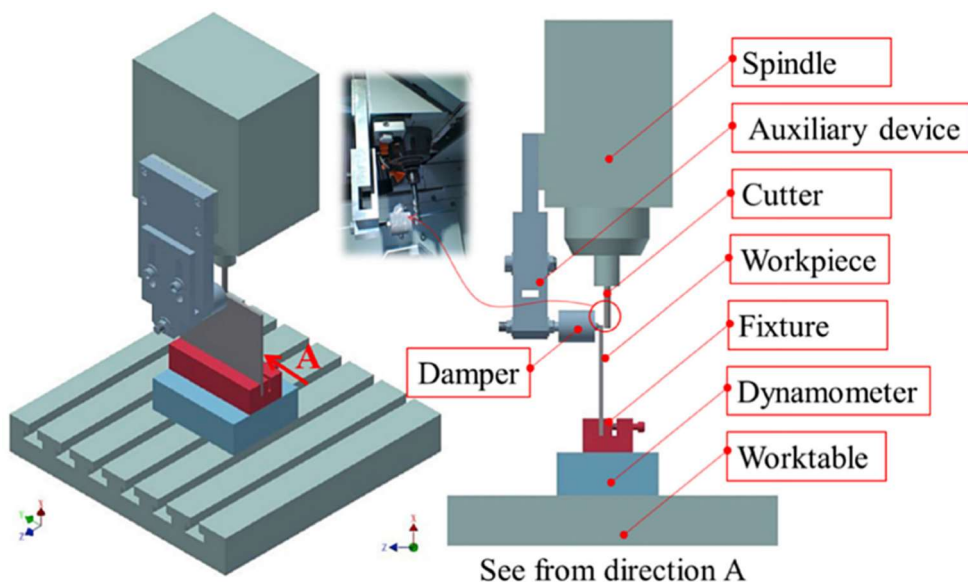 Spindle
Auxiliary device
Cutter
Workpiece
Fixture
Damper
Dynamometer
Worktable
A
X
Y
Z
X
Z
See from direction A